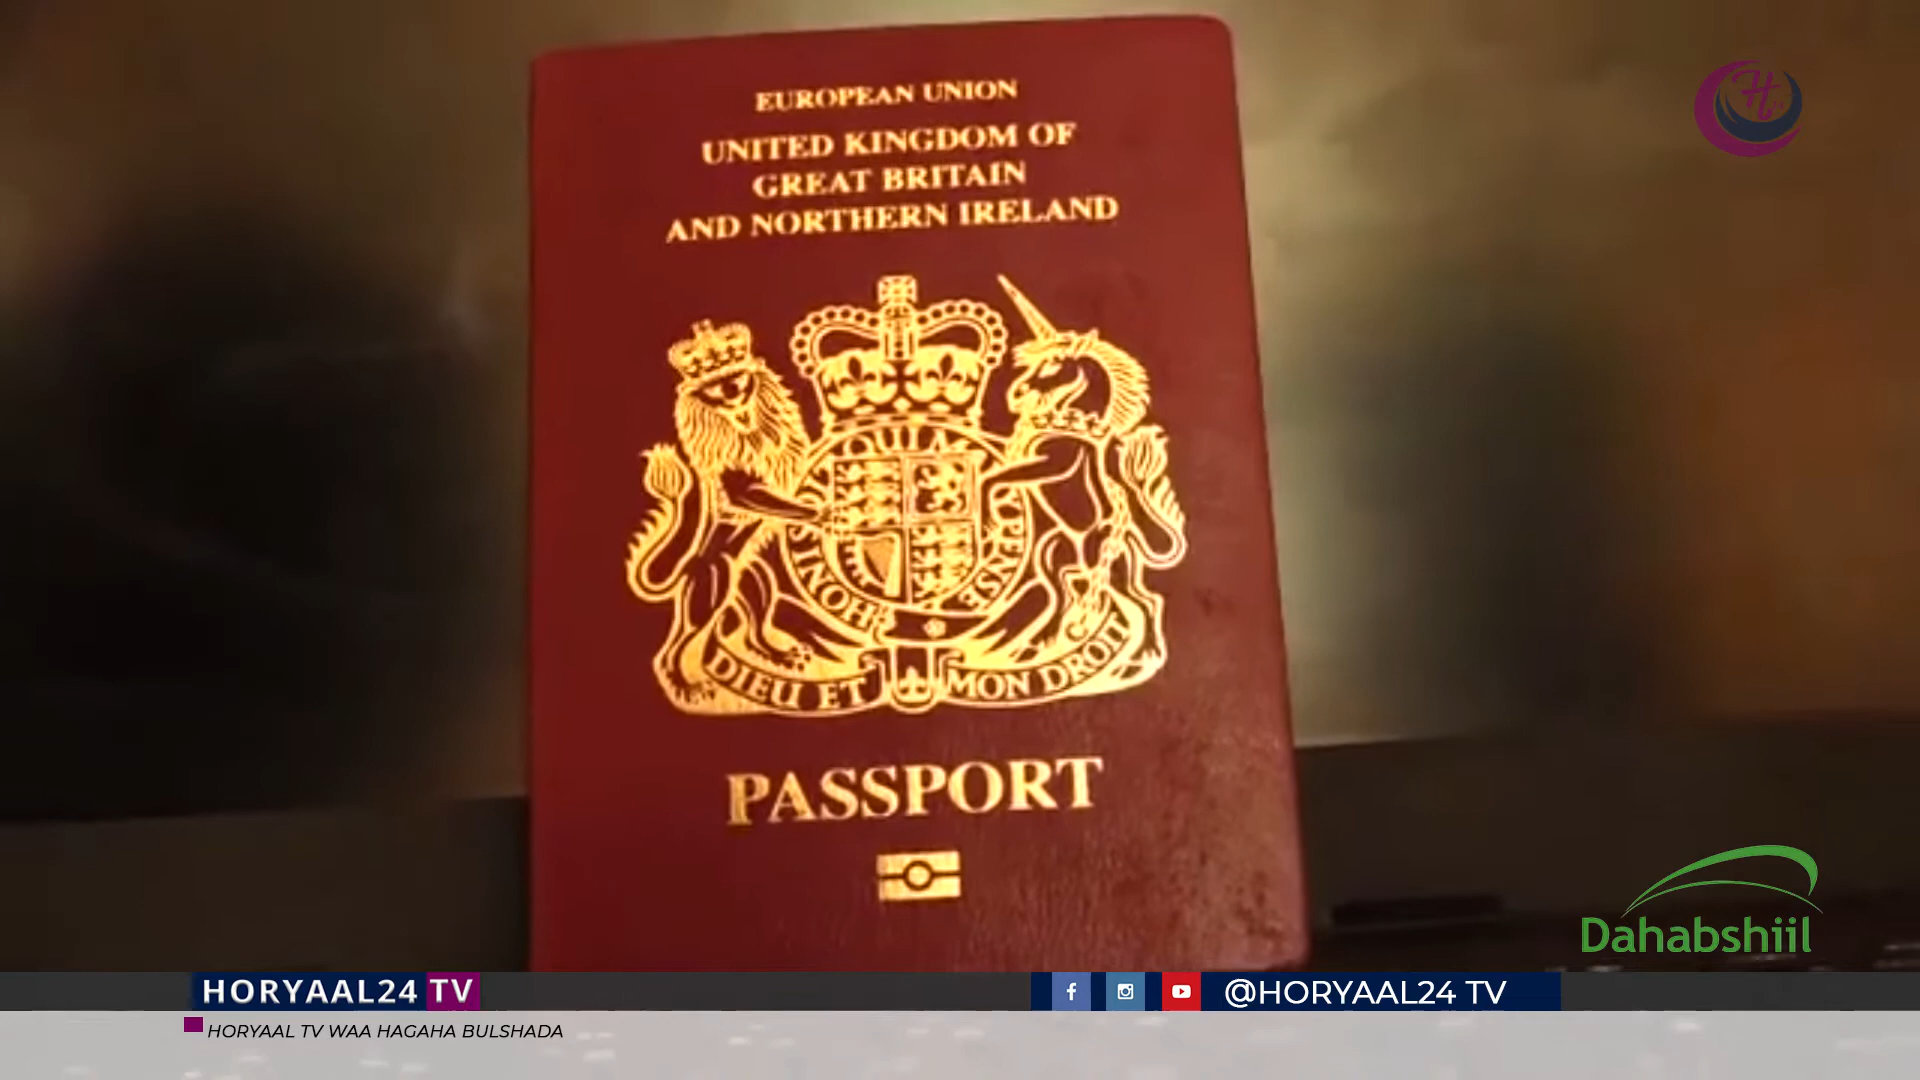 EUROPEAN UNION
UNITED KINGDOM OF
GREAT BRITAIN
AND NORTHERN IRELAND
HONI SOIT QUI MAL Y PENSE
DIEU ET MON DROIT
PASSPORT
Dahabshiil
HORYAAL24 TV
@HORYAAL24 TV
HORYAAL TV WAA HAGAHA BULSHADA